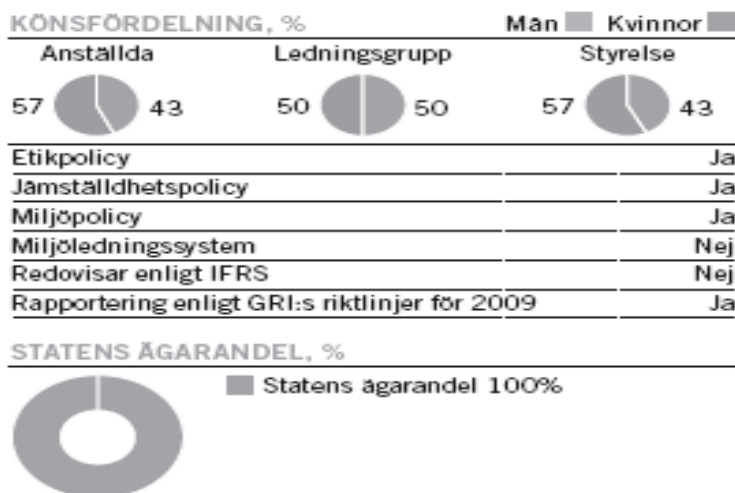 KÖNSFÖRDELNING, % Män Kvinnor
Anställda Ledningsgrupp Styrelse
57 43 50 50 57 43
Etikpolicy Ja
Jämställdhetspolicy Ja
Miljöpolicy Ja
Miljöledningssystem Nej
Redovisar enligt IFRS Nej
Rapportering enligt GRI:s riktlinjer för 2009 Ja
STATENS ÄGARANDEL, %
Statens ägarandel 100%